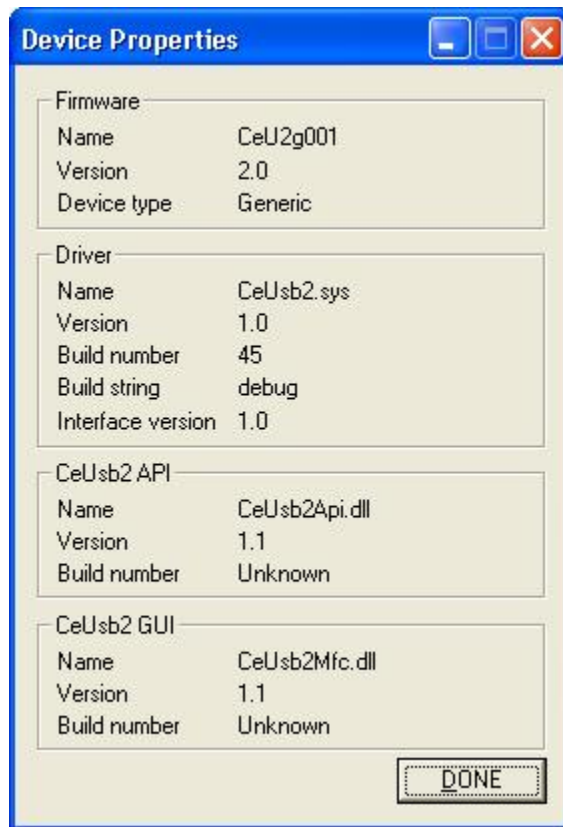 Device Properties
Firmware
Name CeU2g001
Version 2.0
Device type Generic
Driver
Name CeUsb2.sys
Version 1.0
Build number 45
Build string debug
Interface version 1.0
CeUsb2 API
Name CeUsb2Api.dll
Version 1.1
Build number Unknown
CeUsb2 GUI
Name CeUsb2Mfc.dll
Version 1.1
Build number Unknown
DONE